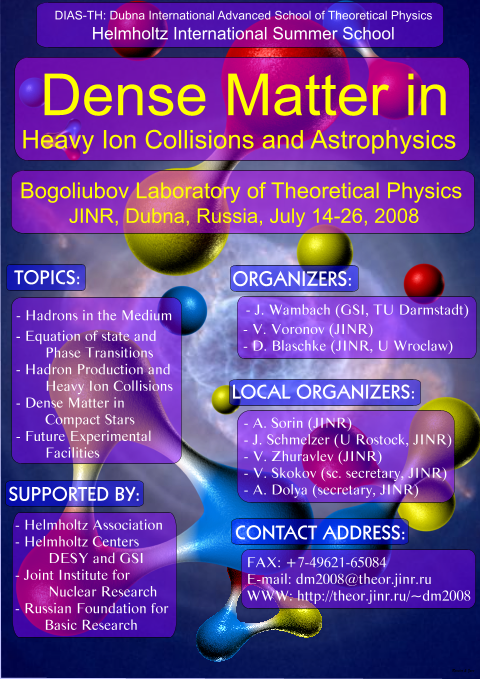 DIAS-TH: Dubna International Advanced School of Theoretical Physics
Helmholtz International Summer School
Dense Matter in
Heavy Ion Collisions and Astrophysics
Bogoliubov Laboratory of Theoretical Physics
JINR, Dubna, Russia, July 14-26, 2008
TOPICS:
- Hadrons in the Medium
- Equation of state and
Phase Transitions
- Hadron Production and
Heavy Ion Collisions
- Dense Matter in
Compact Stars
- Future Experimental
Facilities
SUPPORTED BY:
- Helmholtz Association
- Helmholtz Centers
DESY and GSI
- Joint Institute for
Nuclear Research
- Russian Foundation for
Basic Research
ORGANIZERS:
- J. Wambach (GSI, TU Darmstadt)
- V. Voronov (JINR)
- D. Blaschke (JINR, U Wroclaw)
LOCAL ORGANIZERS:
- A. Sorin (JINR)
- J. Schmelzer (U Rostock, JINR)
- V. Zhuravlev (JINR)
- V. Skokov (sc. secretary, JINR)
- A. Dolya (secretary, JINR)
CONTACT ADDRESS:
FAX: +7-49621-65084
E-mail: dm2008@theor.jinr.ru
WWW: http://theor.jinr.ru/~dm2008